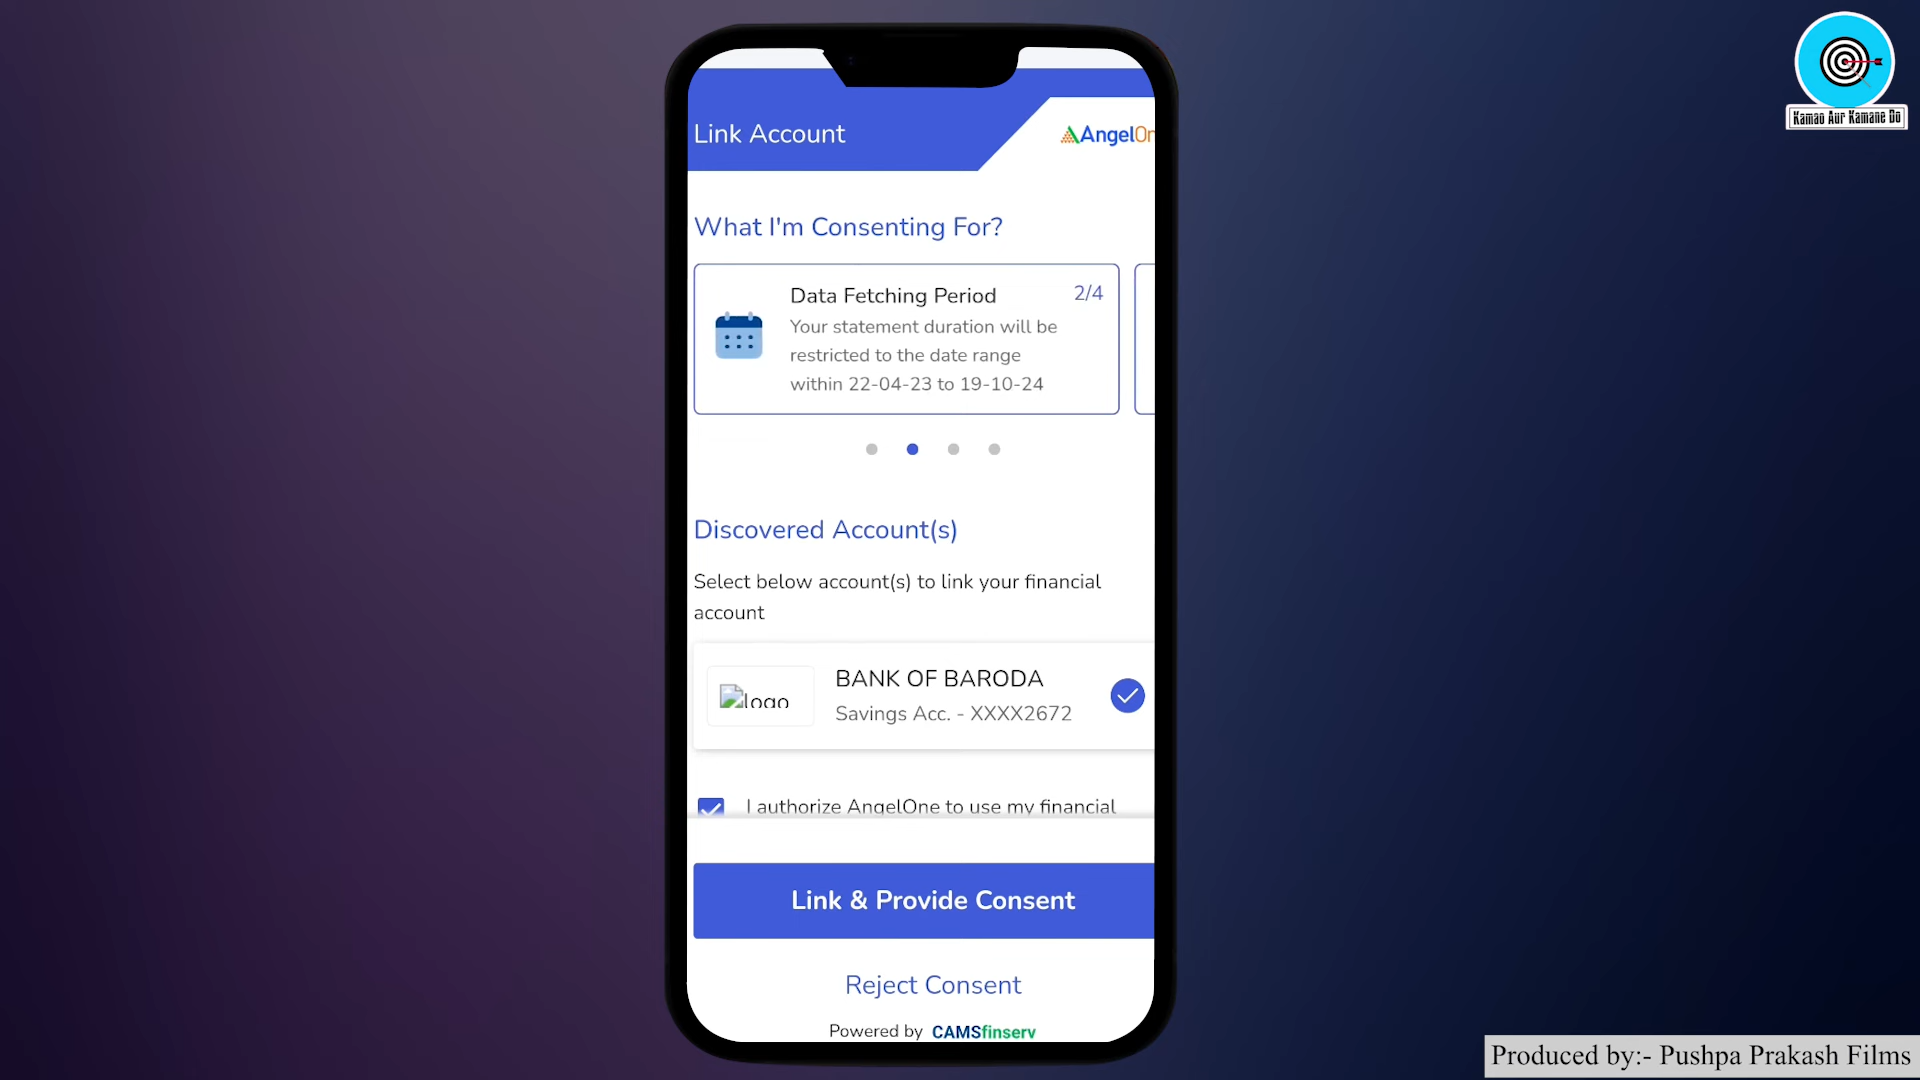 Kamao Aur Kamane Do
Link Account
AngelOn
What I'm Consenting For?
Data Fetching Period
2/4
Your statement duration will be
restricted to the date range
within 22-04-23 to 19-10-24
Discovered Account(s)
Select below account(s) to link your financial
account
logo
BANK OF BARODA
Savings Acc. - XXXX2672
I authorize AngelOne to use my financial
Link & Provide Consent
Reject Consent
Powered by CAMSfinserv
Produced by:- Pushpa Prakash Films